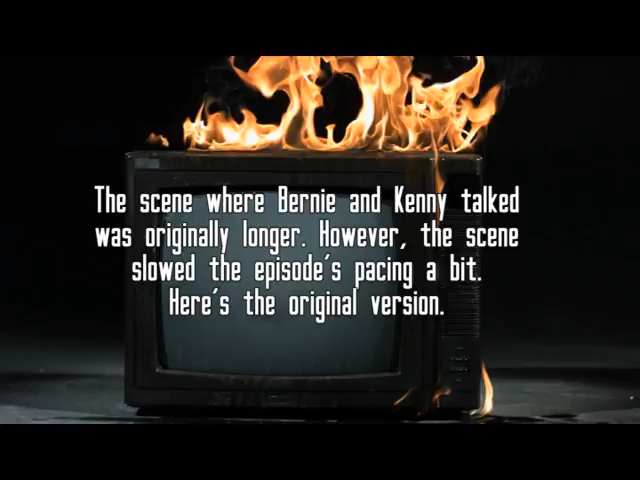 The scene where Bernie and Kenny talked
was originally longer. However, the scene
slowed the episode's pacing a bit.
Here's the original version.